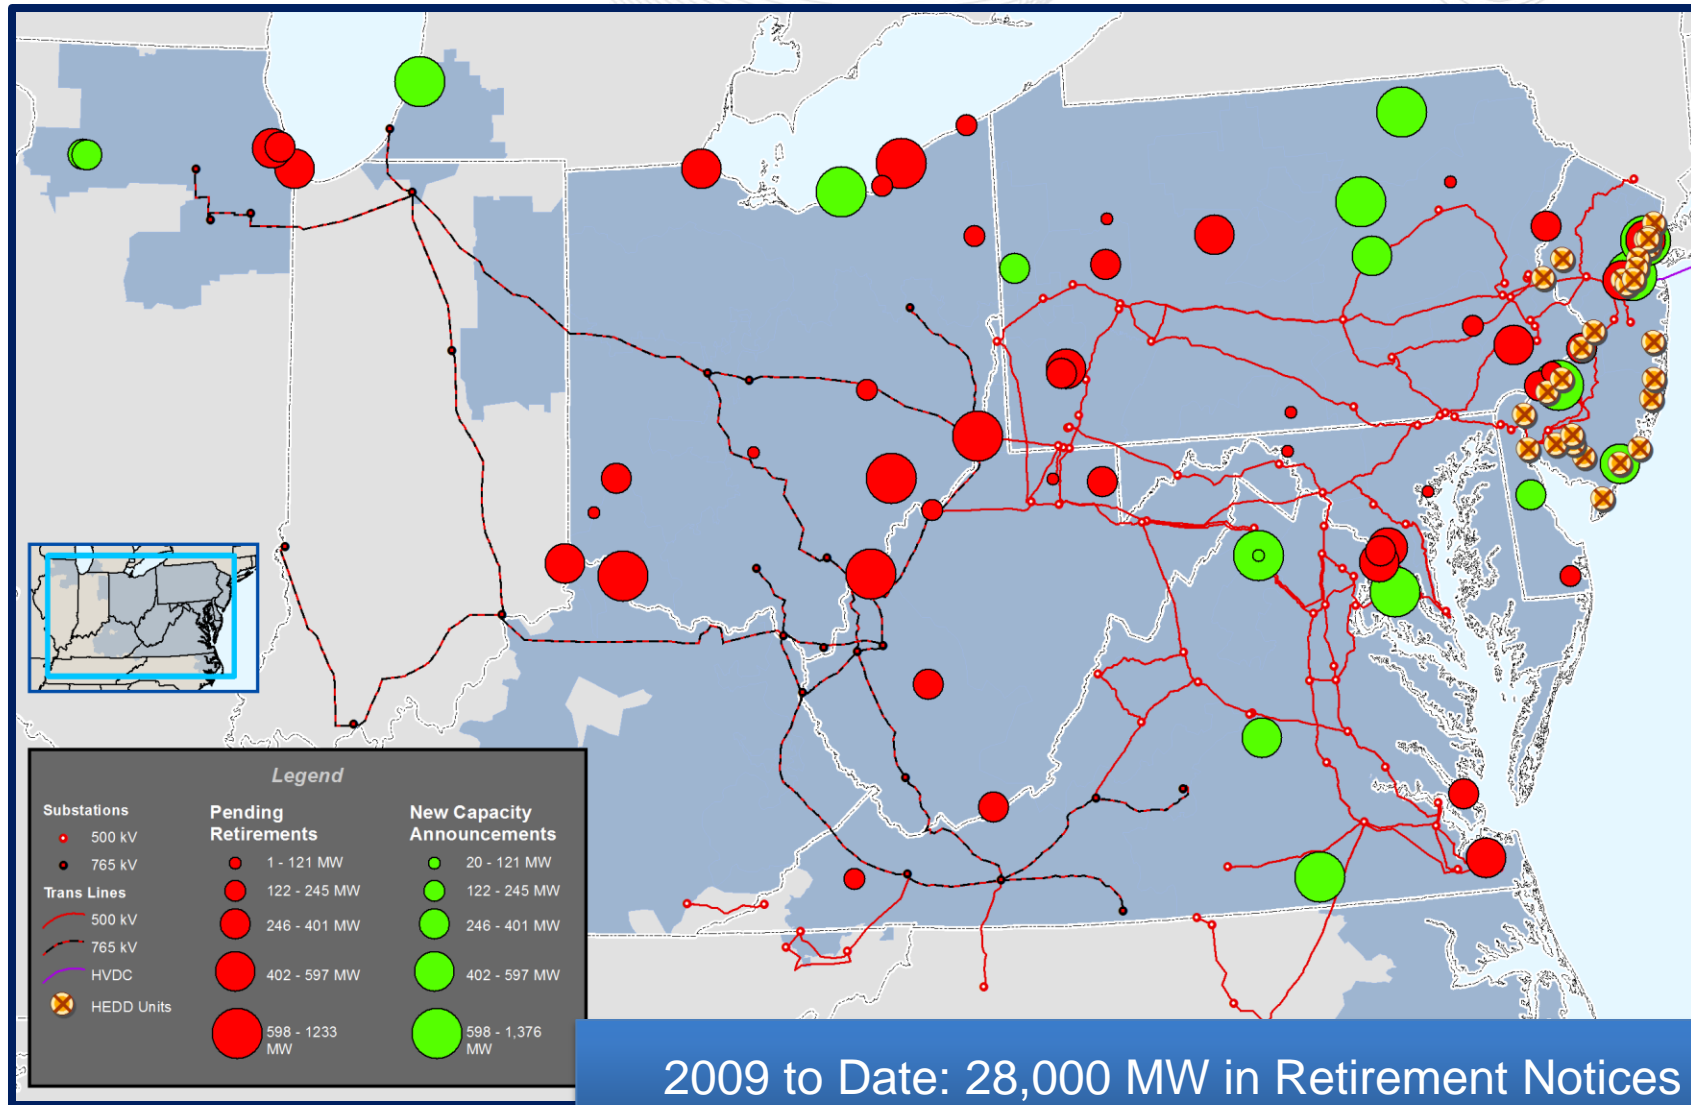 Legend
Substations
500 kV
765 kV
Trans Lines
500 kV
765 kV
HVDC
HEDD Units
Pending
Retirements
1 - 121 MW
122 - 245 MW
246 - 401 MW
402 - 597 MW
598 - 1233
MW
New Capacity
Announcements
20 - 121 MW
122 - 245 MW
246 - 401 MW
402 - 597 MW
598 - 1,376
MW
2009 to Date: 28,000 MW in Retirement Notices